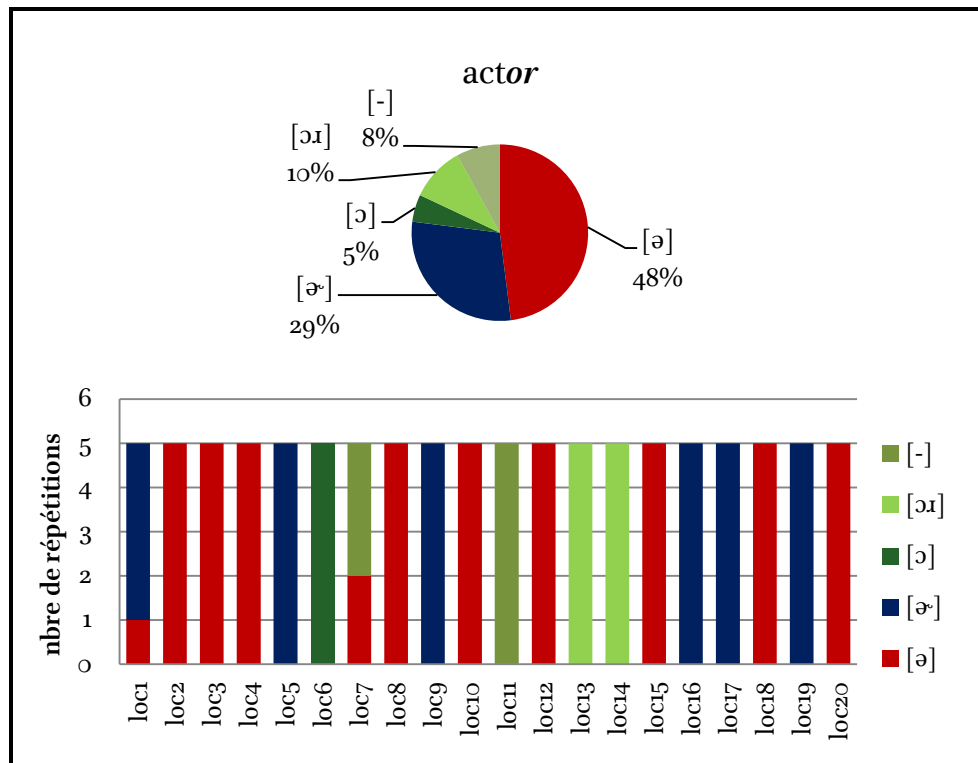 actor
[-]
8%
[ɔɪ]
10%
[ɔ]
5%
[ɚ]
29%
[ə]
48%
nbre de répétitions
6
5
4
3
2
1
0
loc1
loc2
loc3
loc4
loc5
loc6
loc7
loc8
loc9
loc10
loc11
loc12
loc13
loc14
loc15
loc16
loc17
loc18
loc19
loc20
[-]
[ɔɪ]
[ɔ]
[ɚ]
[ə]